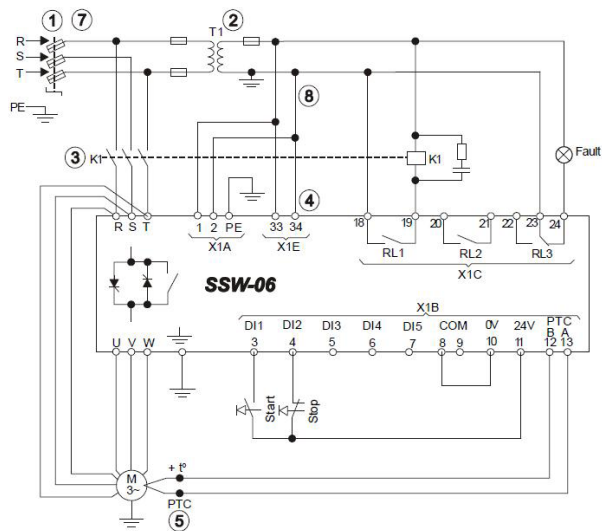 1 7 T1 2
R
S
T
8
PE
3 K1 K1 Fault
4
R S T 1 2 PE 33 34 18 19 20 21 22 23 24
X1A X1E RL1 RL2 RL3
X1C
SSW-06
X1B
DI1 DI2 DI3 DI4 DI5 COM 0V 24V PTC
B A
3 4 5 6 7 8 9 10 11 12 13
U V W
Start Stop
+ tº
M
3~
PTC
5